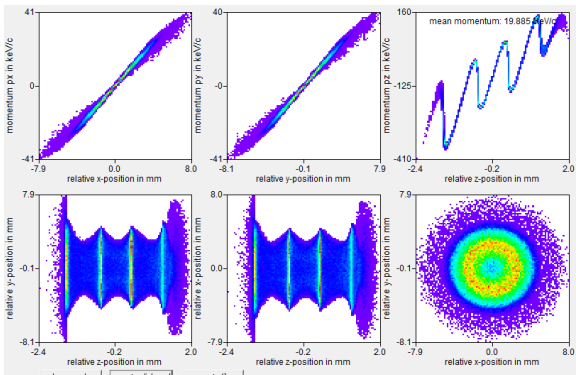 41
momentum px in keV/c
0
-41
-7.9
0.0
8.0
relative x-position in mm
41
momentum py in keV/c
-0
-41
-8.1
-0.1
7.9
relative y-position in mm
160
mean momentum: 19.885 keV/c
momentum pz in keV/c
-125
-410
-2.4
-0.2
2.0
relative z-position in mm
7.9
relative y-position in mm
-0.1
-8.1
-2.4
-0.2
2.0
relative z-position in mm
8.0
relative x-position in mm
0.0
-7.9
-2.4
-0.2
2.0
relative z-position in mm
7.9
relative y-position in mm
-0.1
-8.1
-7.9
0.0
8.0
relative x-position in mm